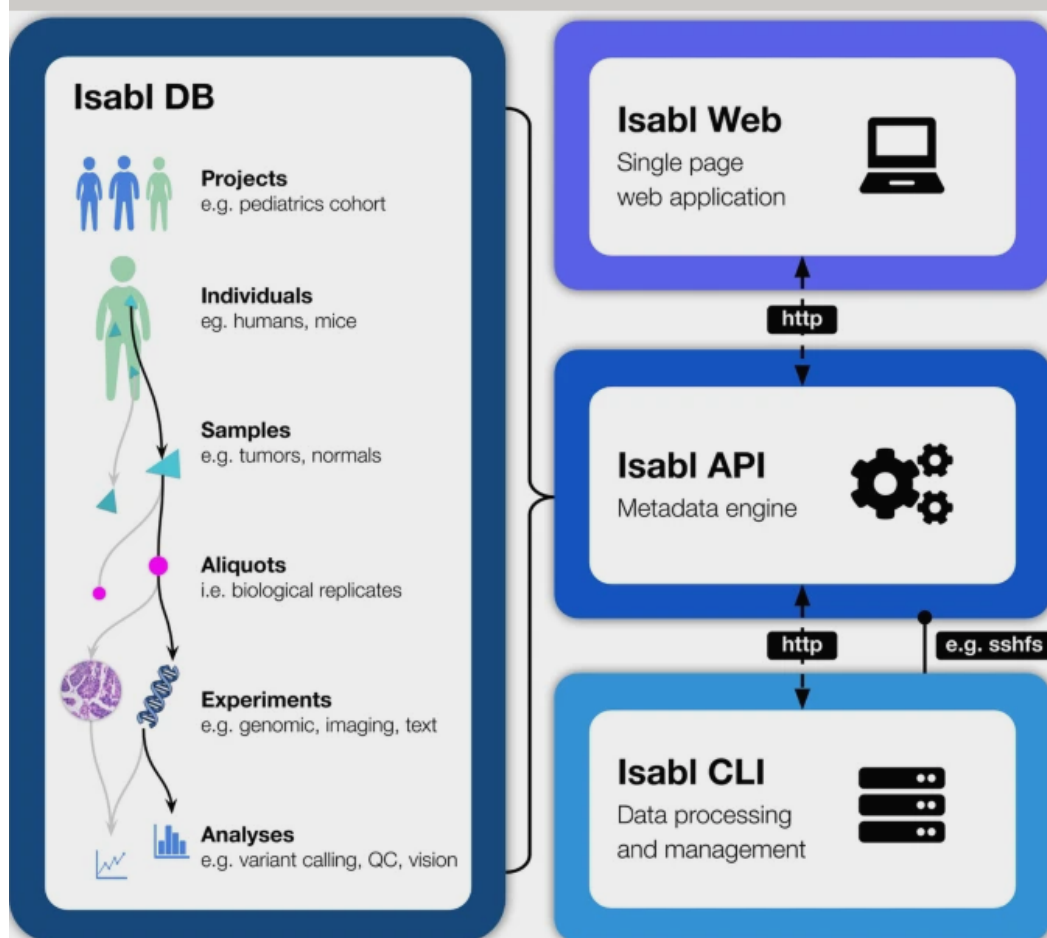 Isabl DB
Projects
e.g. pediatrics cohort
Individuals
eg. humans, mice
Samples
e.g. tumors, normals
Aliquots
i.e. biological replicates
Experiments
e.g. genomic, imaging, text
Analyses
e.g. variant calling, QC, vision
Isabl Web
Single page
web application
http
Isabl API
Metadata engine
http
e.g. sshfs
Isabl CLI
Data processing
and management